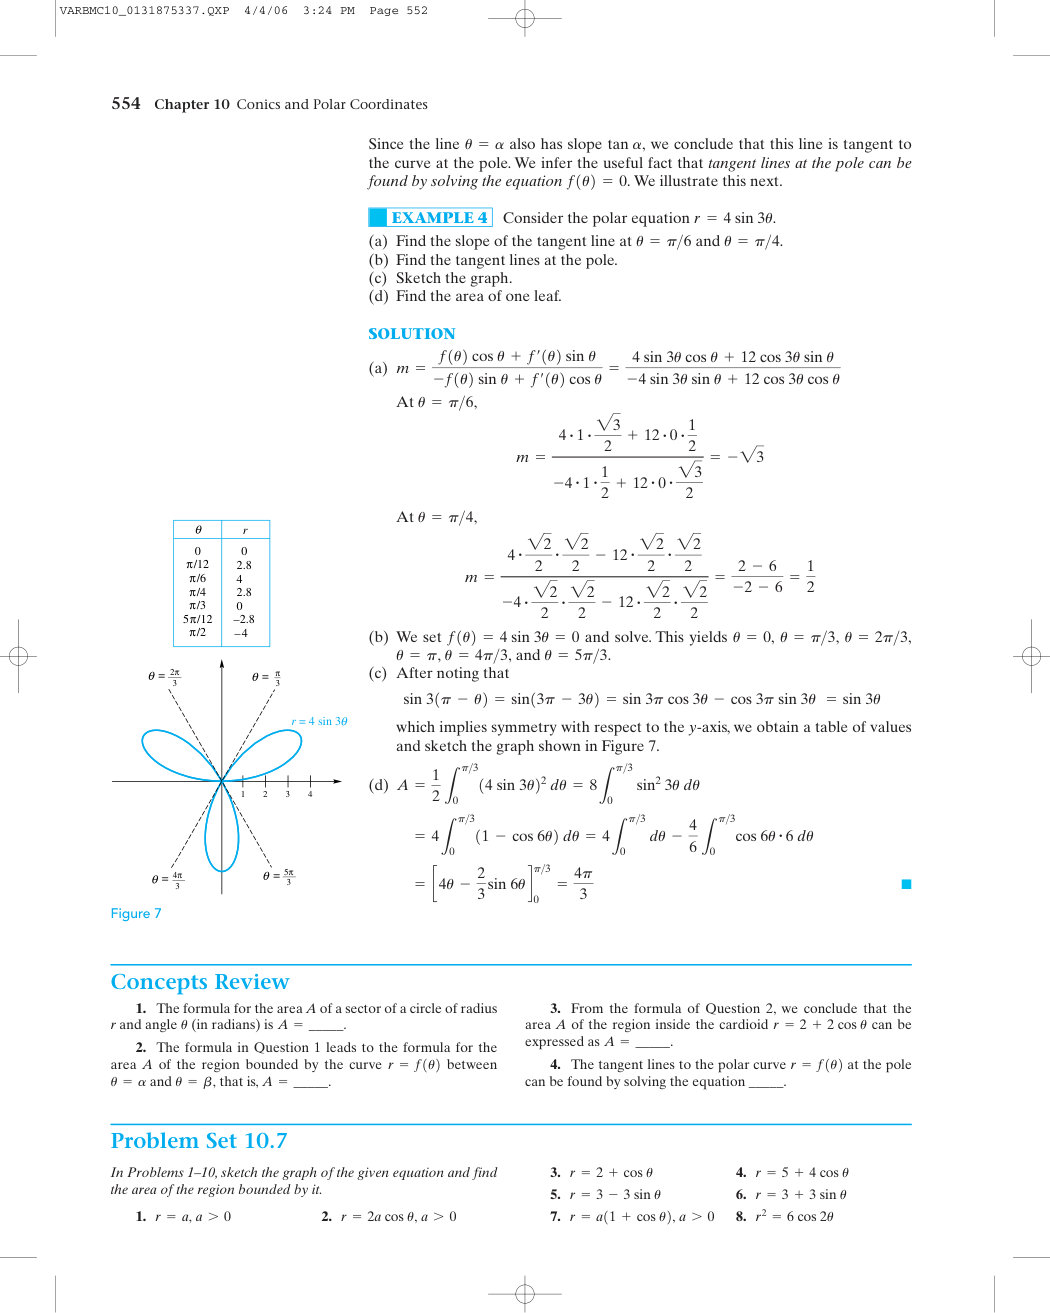 VARBMC10_0131875337.QXP 4/4/06 3:24 PM Page 552
554 Chapter 10 Conics and Polar Coordinates
Since the line θ = α also has slope tan α, we conclude that this line is tangent to
the curve at the pole. We infer the useful fact that tangent lines at the pole can be
found by solving the equation f(θ) = 0. We illustrate this next.
EXAMPLE 4 Consider the polar equation r = 4 sin 3θ.
(a) Find the slope of the tangent line at θ = π/6 and θ = π/4.
(b) Find the tangent lines at the pole.
(c) Sketch the graph.
(d) Find the area of one leaf.
SOLUTION
(a) m = (f(θ) cos θ + f′(θ) sin θ)/(−f(θ) sin θ + f′(θ) cos θ) = (4 sin 3θ cos θ + 12 cos 3θ sin θ)/(−4 sin 3θ sin θ + 12 cos 3θ cos θ)
At θ = π/6,
m = (4·1·√3/2 + 12·0·1/2)/(−4·1·1/2 + 12·0·√3/2) = −√3
At θ = π/4,
m = (4·√2/2·√2/2 − 12·√2/2·√2/2)/(−4·√2/2·√2/2 − 12·√2/2·√2/2) = (2 − 6)/(−2 − 6) = 1/2
(b) We set f(θ) = 4 sin 3θ = 0 and solve. This yields θ = 0, θ = π/3, θ = 2π/3,
θ = π, θ = 4π/3, and θ = 5π/3.
(c) After noting that
sin 3(π − θ) = sin(3π − 3θ) = sin 3π cos 3θ − cos 3π sin 3θ = sin 3θ
which implies symmetry with respect to the y-axis, we obtain a table of values
and sketch the graph shown in Figure 7.
(d) A = 1/2 ∫₀^π/3 (4 sin 3θ)² dθ = 8 ∫₀^π/3 sin² 3θ dθ
= 4 ∫₀^π/3 (1 − cos 6θ) dθ = 4 ∫₀^π/3 dθ − 4/6 ∫₀^π/3 cos 6θ · 6 dθ
= [4θ − 2/3 sin 6θ]₀^π/3 = 4π/3
θ r
0 0
π/12 2.8
π/6 4
π/4 2.8
π/3 0
5π/12 –2.8
π/2 –4
θ = 2π/3
θ = π/3
r = 4 sin 3θ
1 2 3 4
θ = 4π/3
θ = 5π/3
Figure 7
Concepts Review
1. The formula for the area A of a sector of a circle of radius
r and angle θ (in radians) is A = _____.
2. The formula in Question 1 leads to the formula for the
area A of the region bounded by the curve r = f(θ) between
θ = α and θ = β, that is, A = _____.
3. From the formula of Question 2, we conclude that the
area A of the region inside the cardioid r = 2 + 2 cos θ can be
expressed as A = _____.
4. The tangent lines to the polar curve r = f(θ) at the pole
can be found by solving the equation _____.
Problem Set 10.7
In Problems 1–10, sketch the graph of the given equation and find
the area of the region bounded by it.
1. r = a, a > 0 2. r = 2a cos θ, a > 0
3. r = 2 + cos θ 4. r = 5 + 4 cos θ
5. r = 3 − 3 sin θ 6. r = 3 + 3 sin θ
7. r = a(1 + cos θ), a > 0 8. r² = 6 cos 2θ